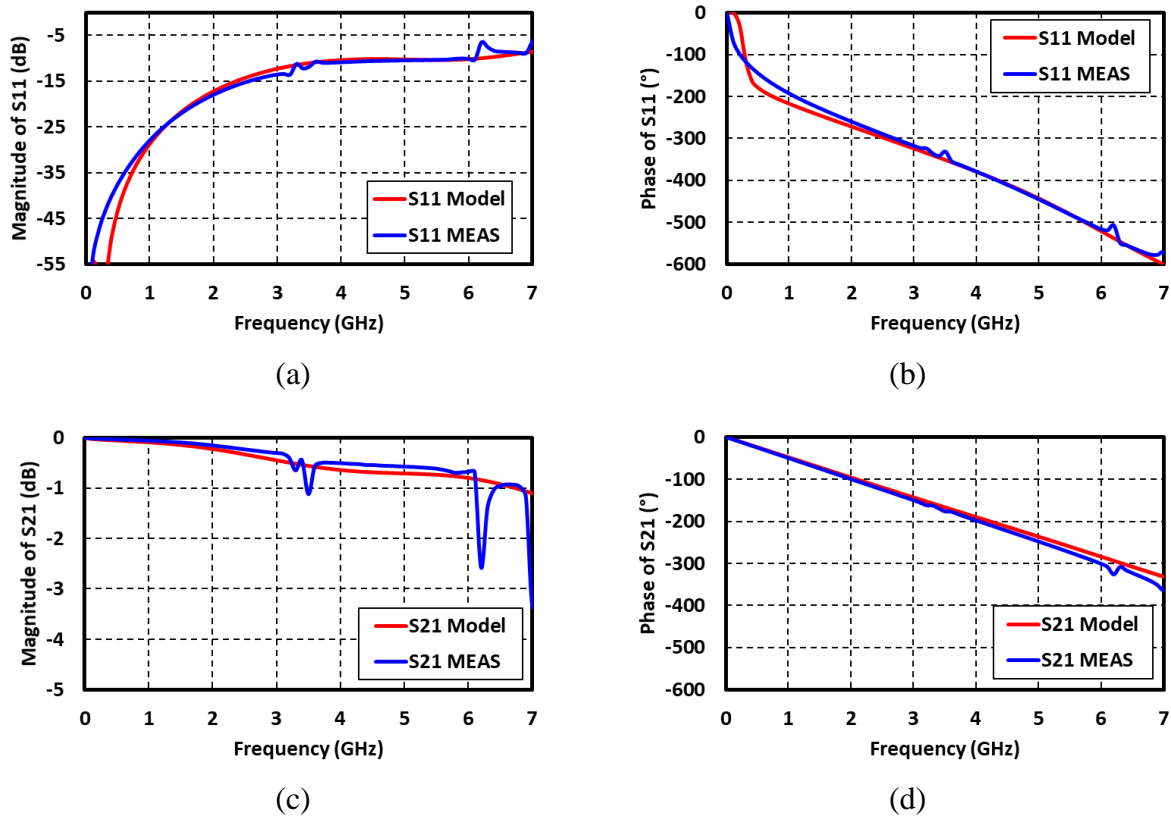 Magnitude of S11 (dB)
-5
-15
-25
-35
-45
-55
0 1 2 3 4 5 6 7
Frequency (GHz)
S11 Model
S11 MEAS
(a)
Phase of S11 (°)
0
-100
-200
-300
-400
-500
-600
0 1 2 3 4 5 6 7
Frequency (GHz)
S11 Model
S11 MEAS
(b)
Magnitude of S21 (dB)
0
-1
-2
-3
-4
-5
0 1 2 3 4 5 6 7
Frequency (GHz)
S21 Model
S21 MEAS
(c)
Phase of S21 (°)
0
-100
-200
-300
-400
-500
-600
0 1 2 3 4 5 6 7
Frequency (GHz)
S21 Model
S21 MEAS
(d)